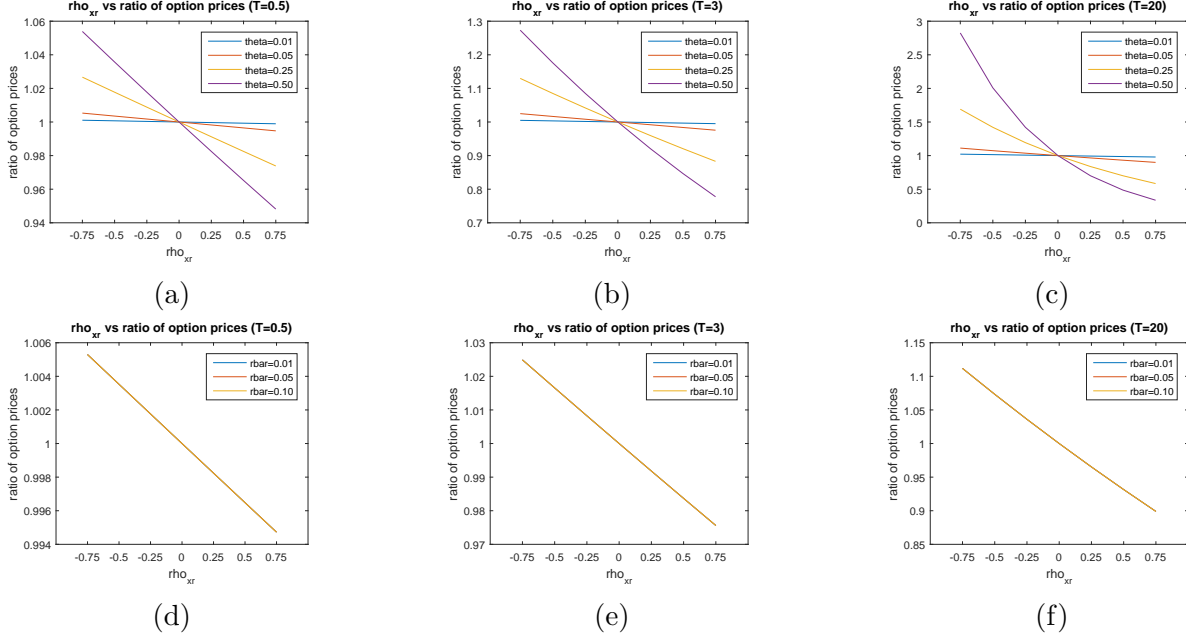 rho_xr vs ratio of option prices (T=0.5)
1.06
1.04
1.02
1
0.98
0.96
0.94
ratio of option prices
theta=0.01
theta=0.05
theta=0.25
theta=0.50
-0.75 -0.5 -0.25 0 0.25 0.5 0.75
rho_xr
(a)
rho_xr vs ratio of option prices (T=3)
1.3
1.2
1.1
1
0.9
0.8
0.7
ratio of option prices
theta=0.01
theta=0.05
theta=0.25
theta=0.50
-0.75 -0.5 -0.25 0 0.25 0.5 0.75
rho_xr
(b)
rho_xr vs ratio of option prices (T=20)
3
2.5
2
1.5
1
0.5
0
ratio of option prices
theta=0.01
theta=0.05
theta=0.25
theta=0.50
-0.75 -0.5 -0.25 0 0.25 0.5 0.75
rho_xr
(c)
rho_xr vs ratio of option prices (T=0.5)
1.006
1.004
1.002
1
0.998
0.996
0.994
ratio of option prices
rbar=0.01
rbar=0.05
rbar=0.10
-0.75 -0.5 -0.25 0 0.25 0.5 0.75
rho_xr
(d)
rho_xr vs ratio of option prices (T=3)
1.03
1.02
1.01
1
0.99
0.98
0.97
ratio of option prices
rbar=0.01
rbar=0.05
rbar=0.10
-0.75 -0.5 -0.25 0 0.25 0.5 0.75
rho_xr
(e)
rho_xr vs ratio of option prices (T=20)
1.15
1.1
1.05
1
0.95
0.9
0.85
ratio of option prices
rbar=0.01
rbar=0.05
rbar=0.10
-0.75 -0.5 -0.25 0 0.25 0.5 0.75
rho_xr
(f)